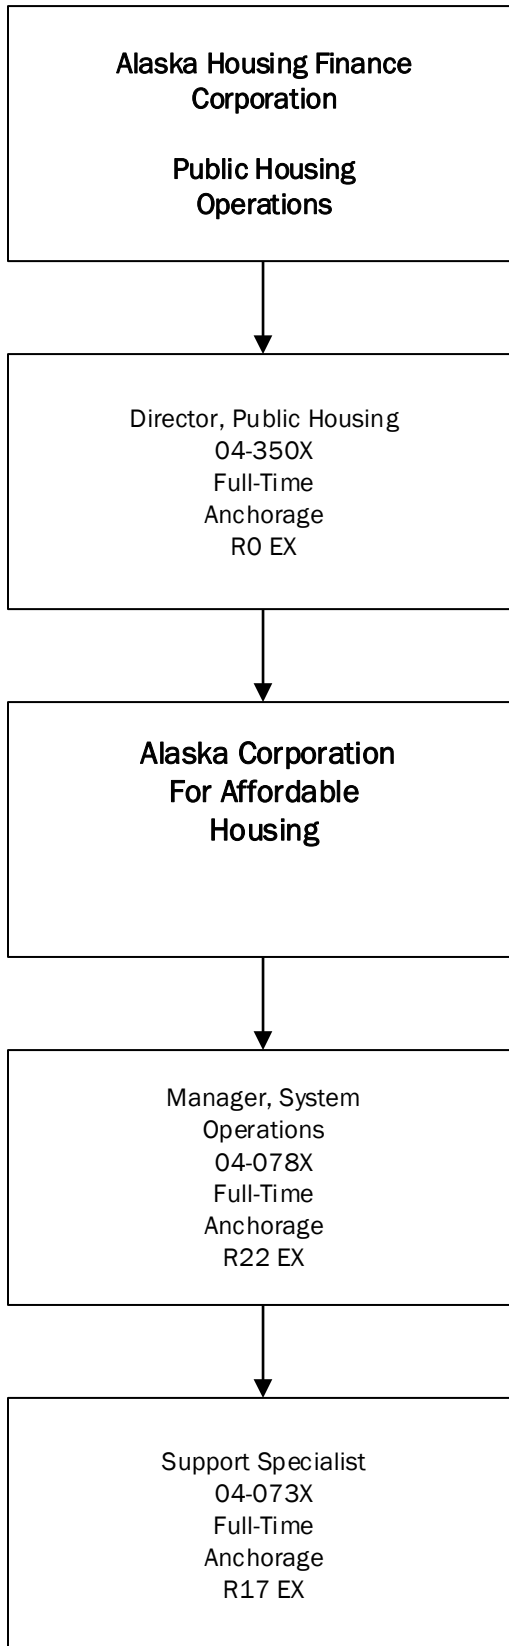 Alaska Housing Finance
Corporation
Public Housing
Operations
Director, Public Housing
04-350X
Full-Time
Anchorage
R0 EX
Alaska Corporation
For Affordable
Housing
Manager, System
Operations
04-078X
Full-Time
Anchorage
R22 EX
Support Specialist
04-073X
Full-Time
Anchorage
R17 EX